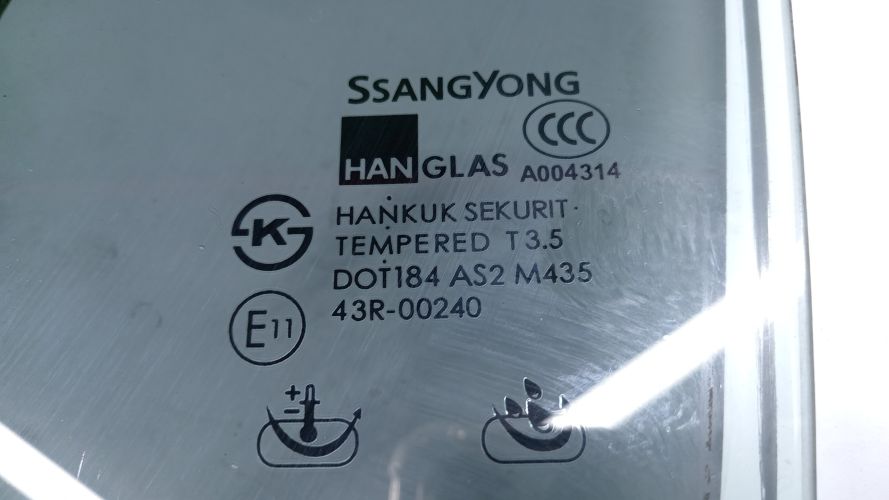 SSANGYONG
CCC
HANGLAS
A004314
K
HANKUK SEKURIT
TEMPERED T3.5
DOT184 AS2 M435
43R-00240
E11